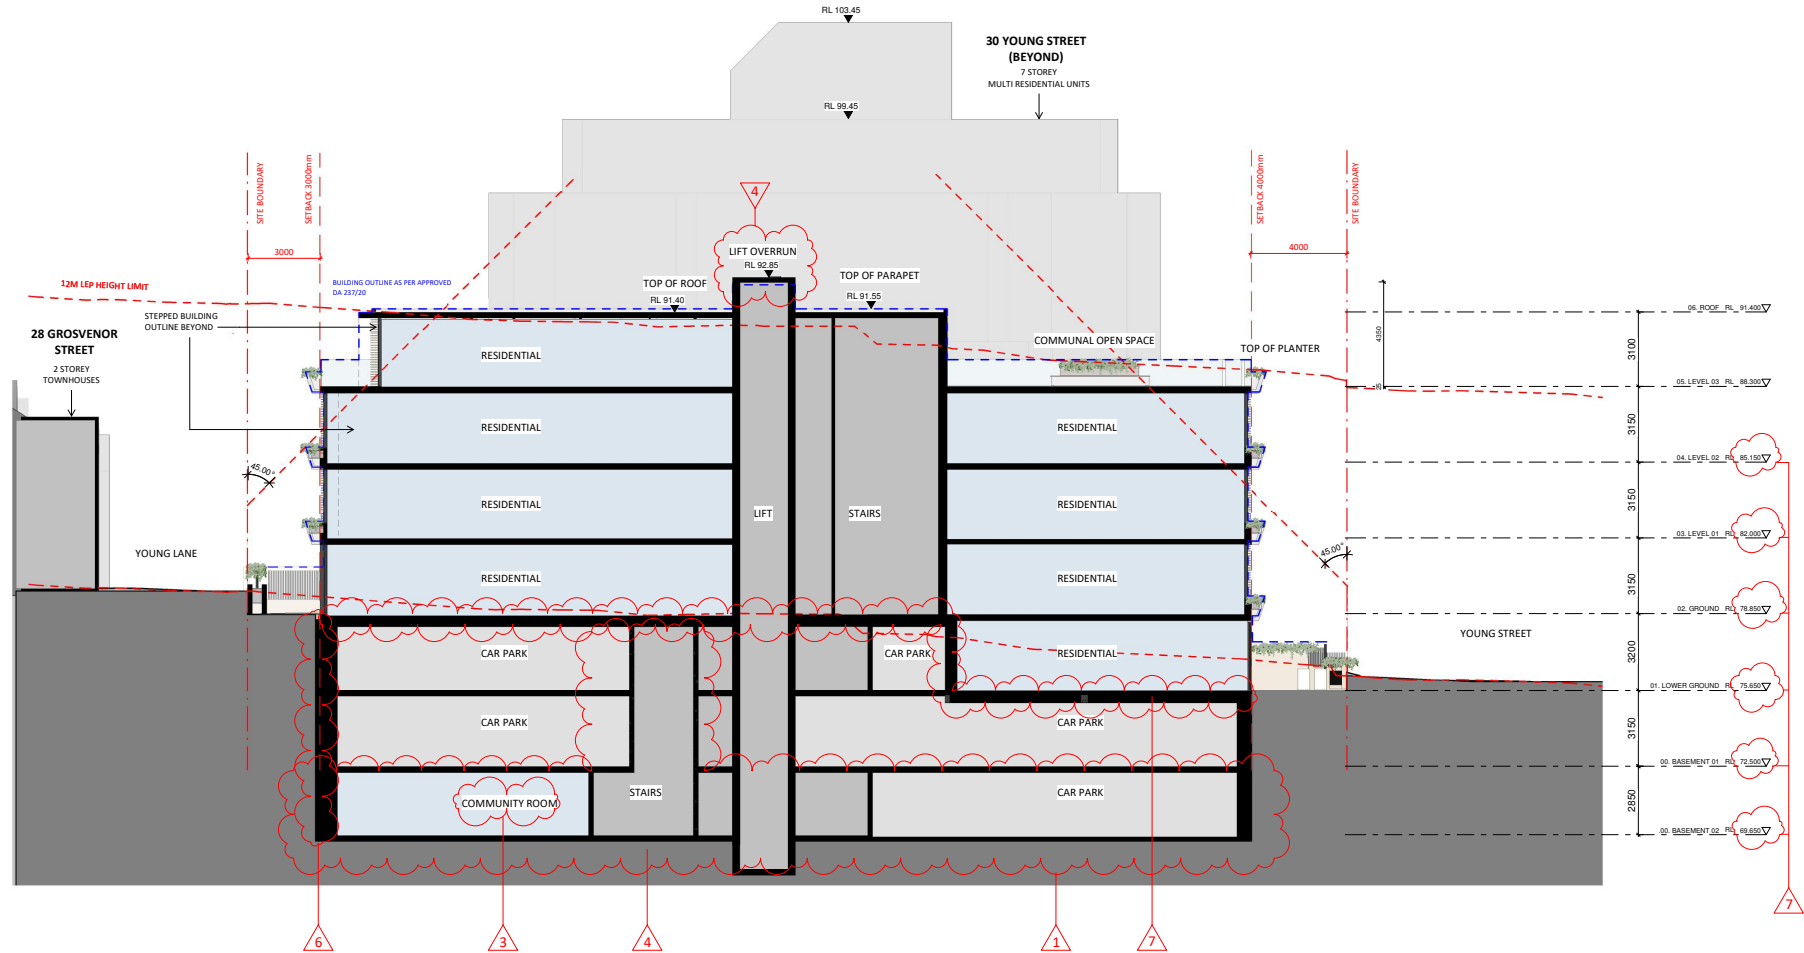 RL 103.45
30 YOUNG STREET
(BEYOND)
7 STOREY
MULTI RESIDENTIAL UNITS
RL 99.45
SITE BOUNDARY
SETBACK 3000mm
4
SETBACK 4000mm
SITE BOUNDARY
3000
LIFT OVERRUN
RL 92.85
4000
12M LEP HEIGHT LIMIT
BUILDING OUTLINE AS PER APPROVED
DA 237/20
TOP OF ROOF
RL 91.40
TOP OF PARAPET
RL 91.55
STEPPED BUILDING
OUTLINE BEYOND
28 GROSVENOR
STREET
2 STOREY
TOWNHOUSES
RESIDENTIAL
COMMUNAL OPEN SPACE
TOP OF PLANTER
4350
25
06. ROOF RL 91.400
3100
05. LEVEL 03 RL 88.300
RESIDENTIAL
RESIDENTIAL
3150
04. LEVEL 02 RL 85.150
45.00°
RESIDENTIAL
LIFT
STAIRS
RESIDENTIAL
3150
03. LEVEL 01 RL 82.000
YOUNG LANE
45.00°
RESIDENTIAL
RESIDENTIAL
3150
02. GROUND RL 78.850
YOUNG STREET
CAR PARK
CAR PARK
RESIDENTIAL
3200
01. LOWER GROUND RL 75.650
CAR PARK
CAR PARK
3150
00. BASEMENT 01 RL 72.500
COMMUNITY ROOM
STAIRS
CAR PARK
2850
.00. BASEMENT 02 RL 69.650
6
3
4
1
7
7